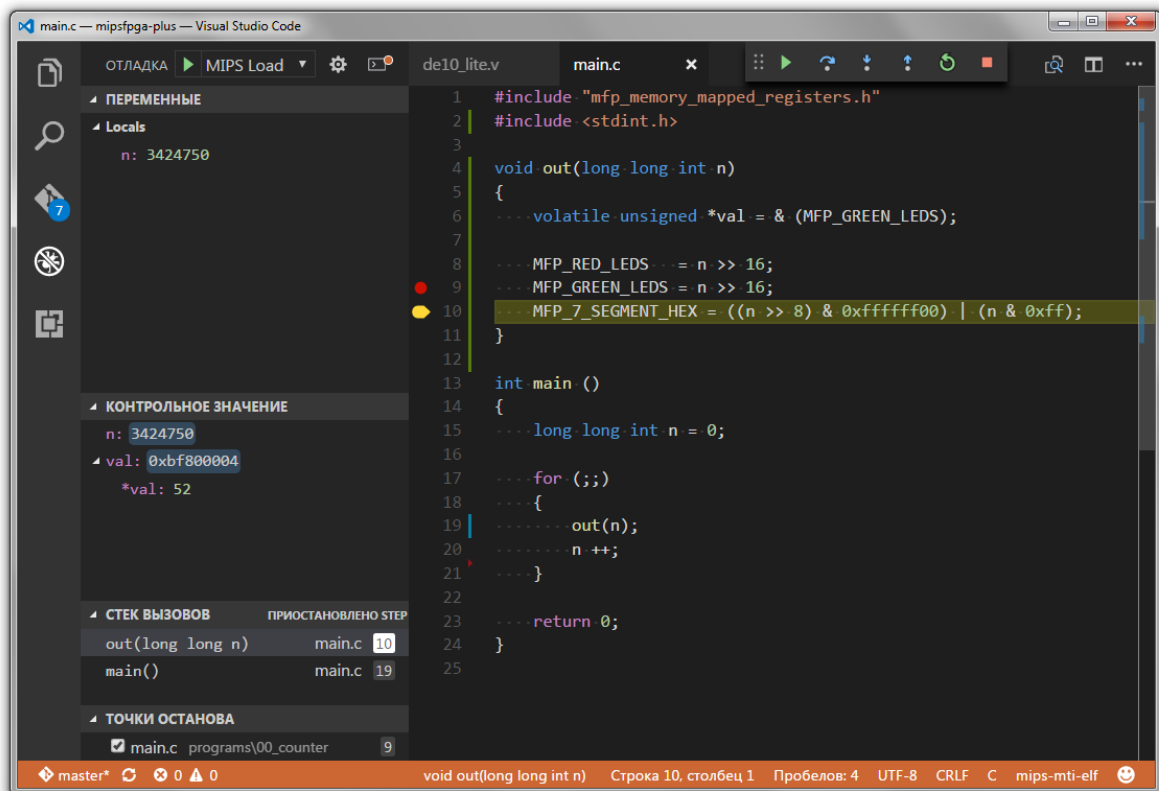 main.c — mipsfpga-plus — Visual Studio Code
ОТЛАДКА MIPS Load
ПЕРЕМЕННЫЕ
Locals
n: 3424750
КОНТРОЛЬНОЕ ЗНАЧЕНИЕ
n: 3424750
val: 0xbf800004
*val: 52
СТЕК ВЫЗОВОВ ПРИОСТАНОВЛЕНО STEP
out(long long n) main.c 10
main() main.c 19
ТОЧКИ ОСТАНОВА
main.c programs\00_counter 9
7
de10_lite.v main.c
1 #include "mfp_memory_mapped_registers.h"
2 #include <stdint.h>
3
4 void out(long long int n)
5 {
6 ····volatile unsigned *val = & (MFP_GREEN_LEDS);
7
8 ····MFP_RED_LEDS   = n >> 16;
9 ····MFP_GREEN_LEDS = n >> 16;
10 ····MFP_7_SEGMENT_HEX = ((n >> 8) & 0xffffff00) | (n & 0xff);
11 }
12
13 int main ()
14 {
15 ····long long int n = 0;
16
17 ····for (;;)
18 ····{
19 ········out(n);
20 ········n ++;
21 ····}
22
23 ····return 0;
24 }
25
master* 0 0 void out(long long int n) Строка 10, столбец 1 Пробелов: 4 UTF-8 CRLF C mips-mti-elf